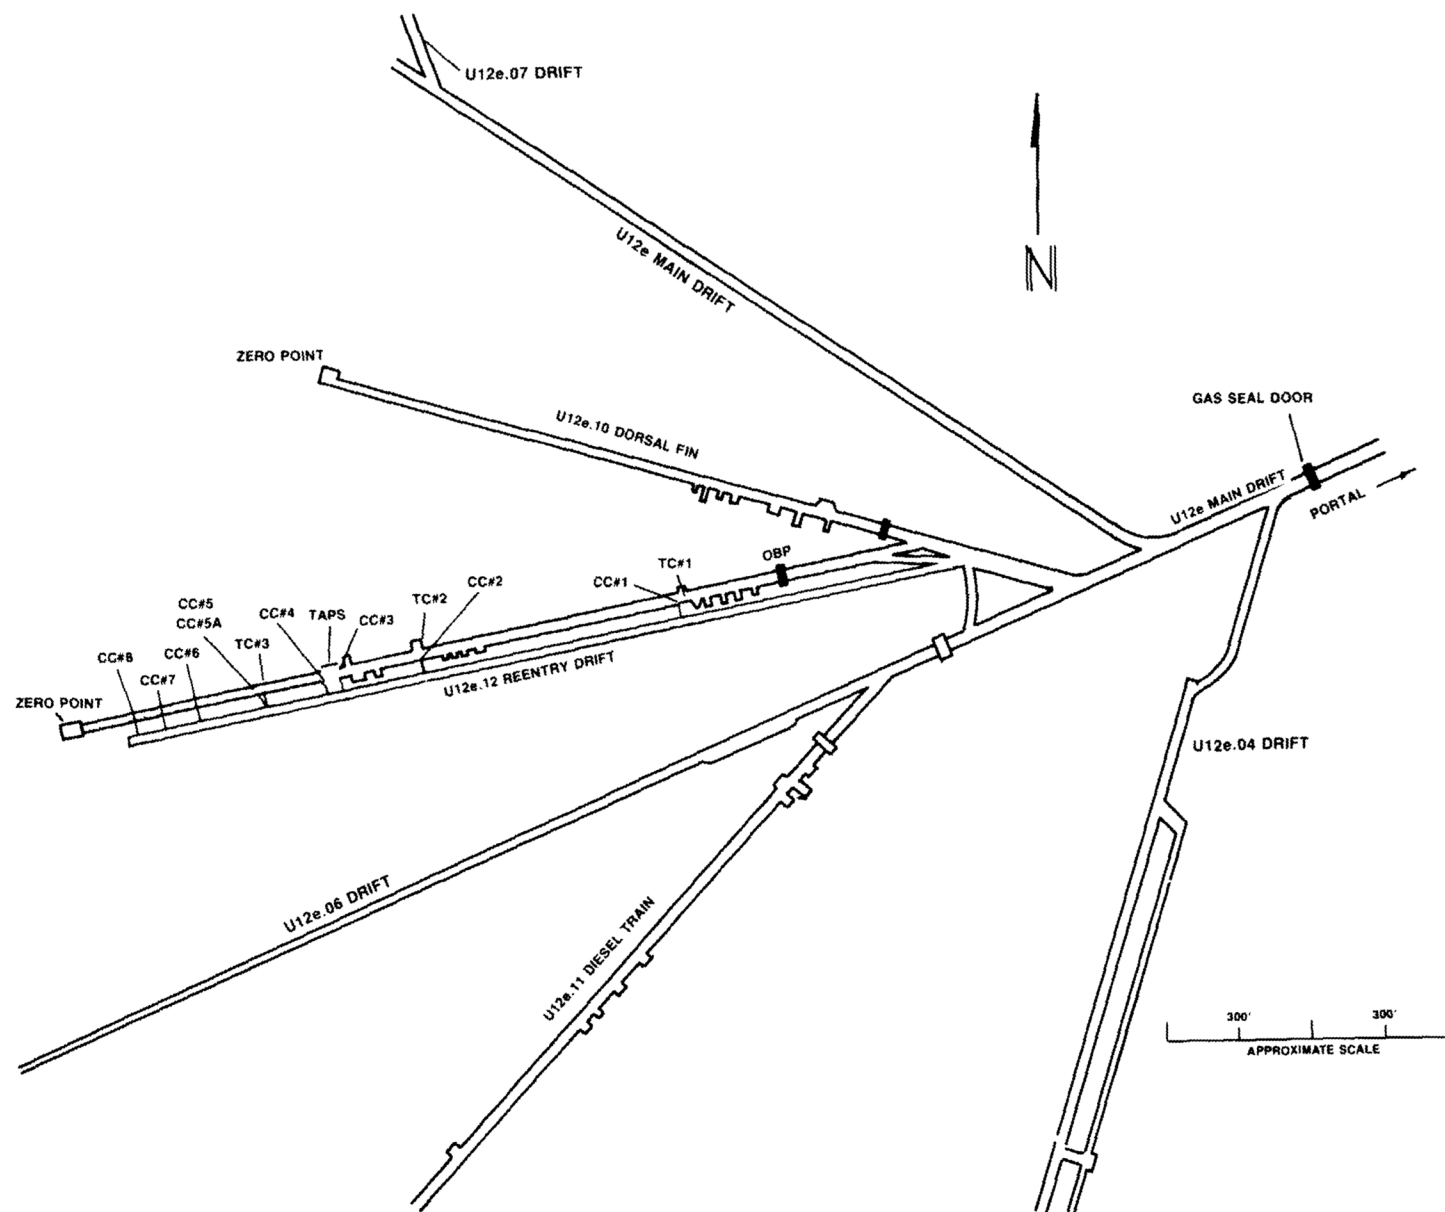 U12e.07 DRIFT
N
U12e MAIN DRIFT
ZERO POINT
U12e.10 DORSAL FIN
GAS SEAL DOOR
U12e MAIN DRIFT
PORTAL
OBP
TC#1
CC#1
CC#2
TC#2
CC#3
TAPS
CC#4
CC#5
CC#5A
TC#3
CC#6
CC#7
CC#8
ZERO POINT
U12e.12 REENTRY DRIFT
U12e.04 DRIFT
U12e.06 DRIFT
U12e.11 DIESEL TRAIN
300' 300'
APPROXIMATE SCALE